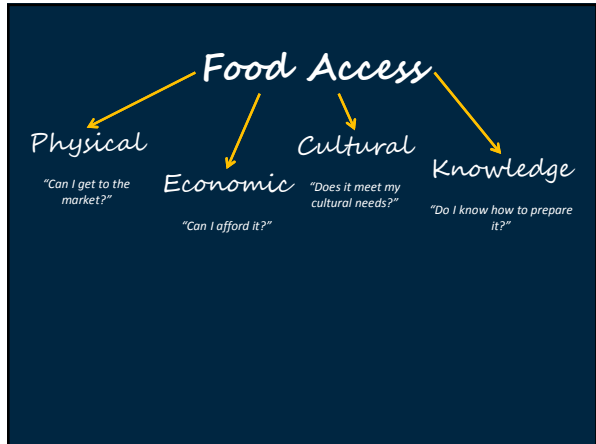 Food Access
Physical
“Can I get to the
market?”
Economic
“Can I afford it?”
Cultural
“Does it meet my
cultural needs?”
Knowledge
“Do I know how to prepare
it?”